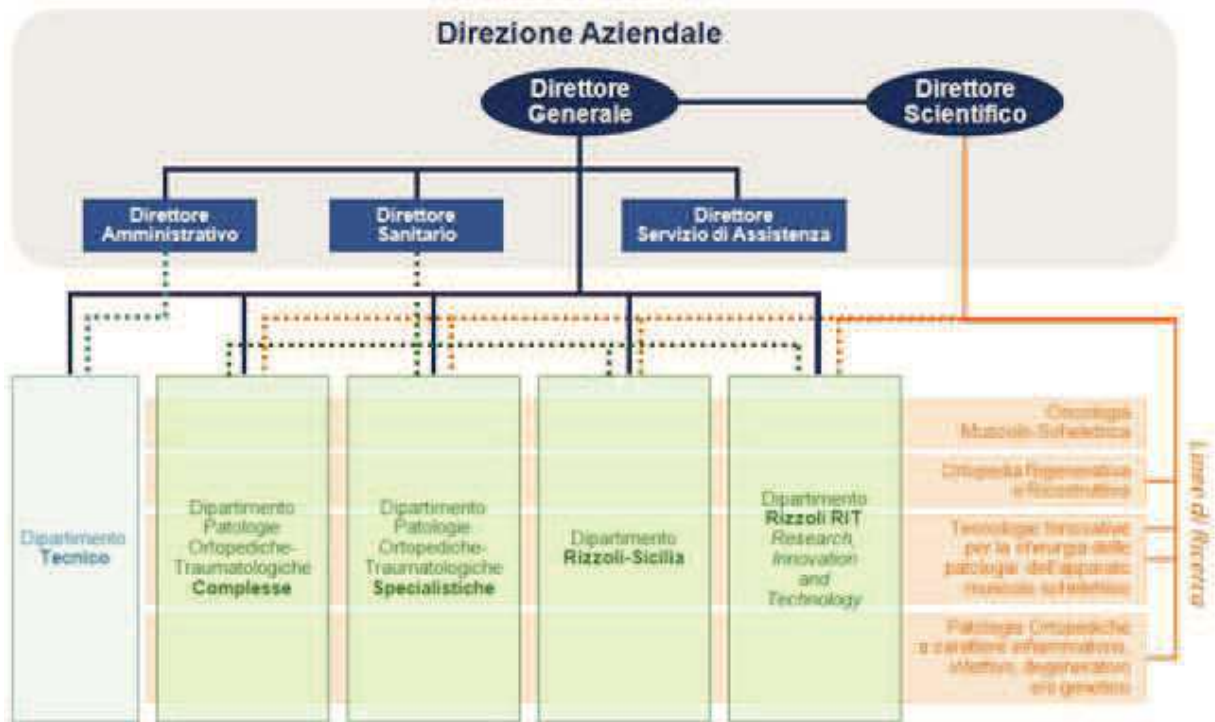 Direzione Aziendale
Direttore
Generale
Direttore
Scientifico
Direttore
Amministrativo
Direttore
Sanitario
Direttore
Servizio di Assistenza
Dipartimento
Tecnico
Dipartimento
Patologie
Ortopediche-
Traumatologiche
Complesse
Dipartimento
Patologie
Ortopediche-
Traumatologiche
Specialistiche
Dipartimento
Rizzoli-Sicilia
Dipartimento
Rizzoli RIT
Research,
Innovation
and
Technology
Oncologia
Muscolo-Scheletrica
Ortopedia Rigenerativa
e Ricostruttiva
Tecnologie Innovative
per la chirurgia delle
patologie dell'apparato
muscolo scheletrico
Patologie Ortopediche
a carattere infiammatorio,
infettivo, degenerativo
e/o genetico
Linee di Ricerca